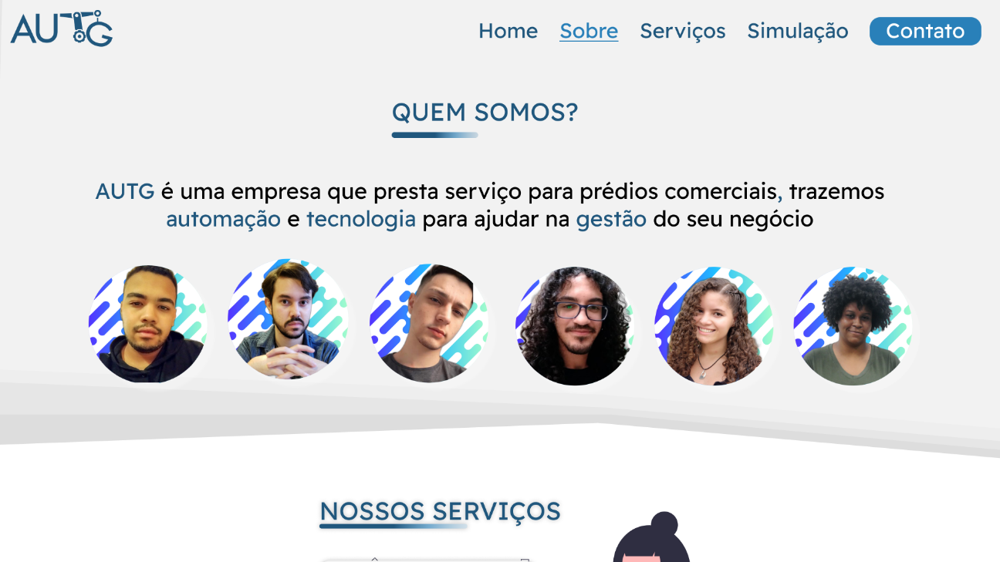 AUTG
Home Sobre Serviços Simulação Contato
QUEM SOMOS?
AUTG é uma empresa que presta serviço para prédios comerciais, trazemos
automação e tecnologia para ajudar na gestão do seu negócio
NOSSOS SERVIÇOS